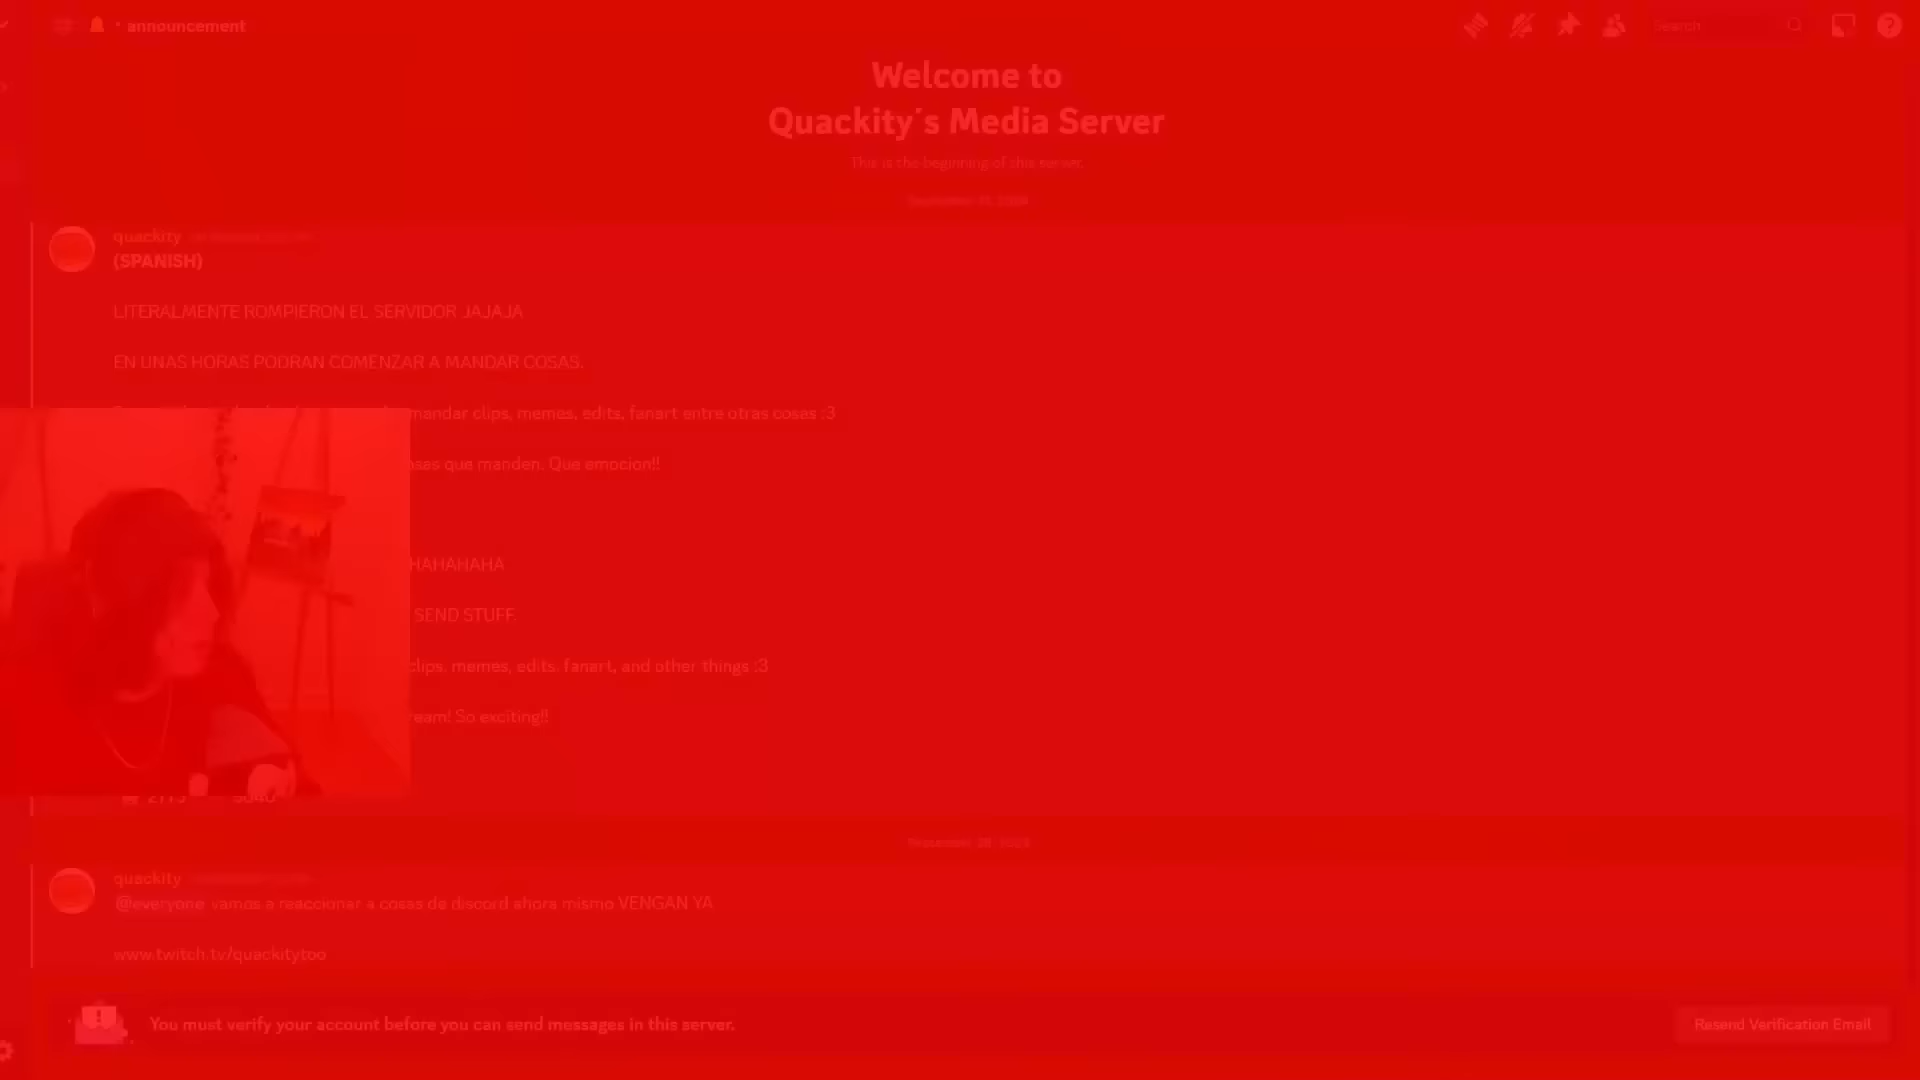 announcement
Search
Welcome to
Quackity's Media Server
This is the beginning of this server.
quackity
(SPANISH)
LITERALMENTE ROMPIERON EL SERVIDOR JAJAJA
EN UNAS HORAS PODRAN COMENZAR A MANDAR COSAS.
mandar clips, memes, edits, fanart entre otras cosas :3
que manden. Que emocion!!
HAHAHAHA
SEND STUFF.
clips, memes, edits, fanart, and other things :3
So exciting!!
quackity
@everyone vamos a reaccionar a cosas de discord ahora mismo VENGAN YA
www.twitch.tv/quackitytoo
You must verify your account before you can send messages in this server.
Resend Verification Email